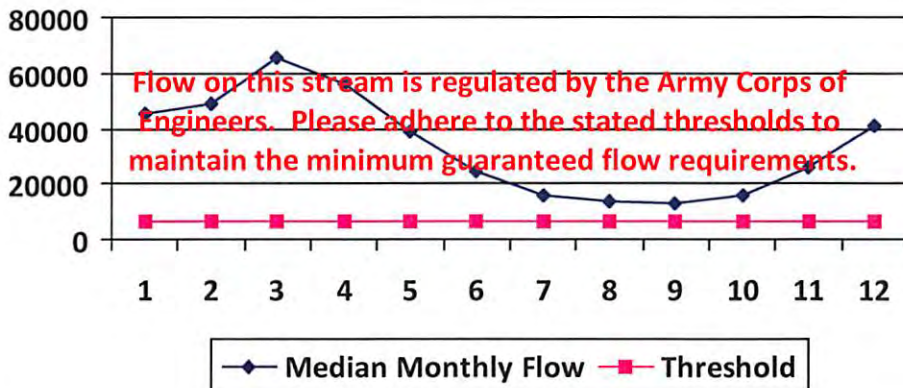 80000
60000
40000
20000
0
Flow on this stream is regulated by the Army Corps of
Engineers. Please adhere to the stated thresholds to
maintain the minimum guaranteed flow requirements.
1 2 3 4 5 6 7 8 9 10 11 12
Median Monthly Flow Threshold